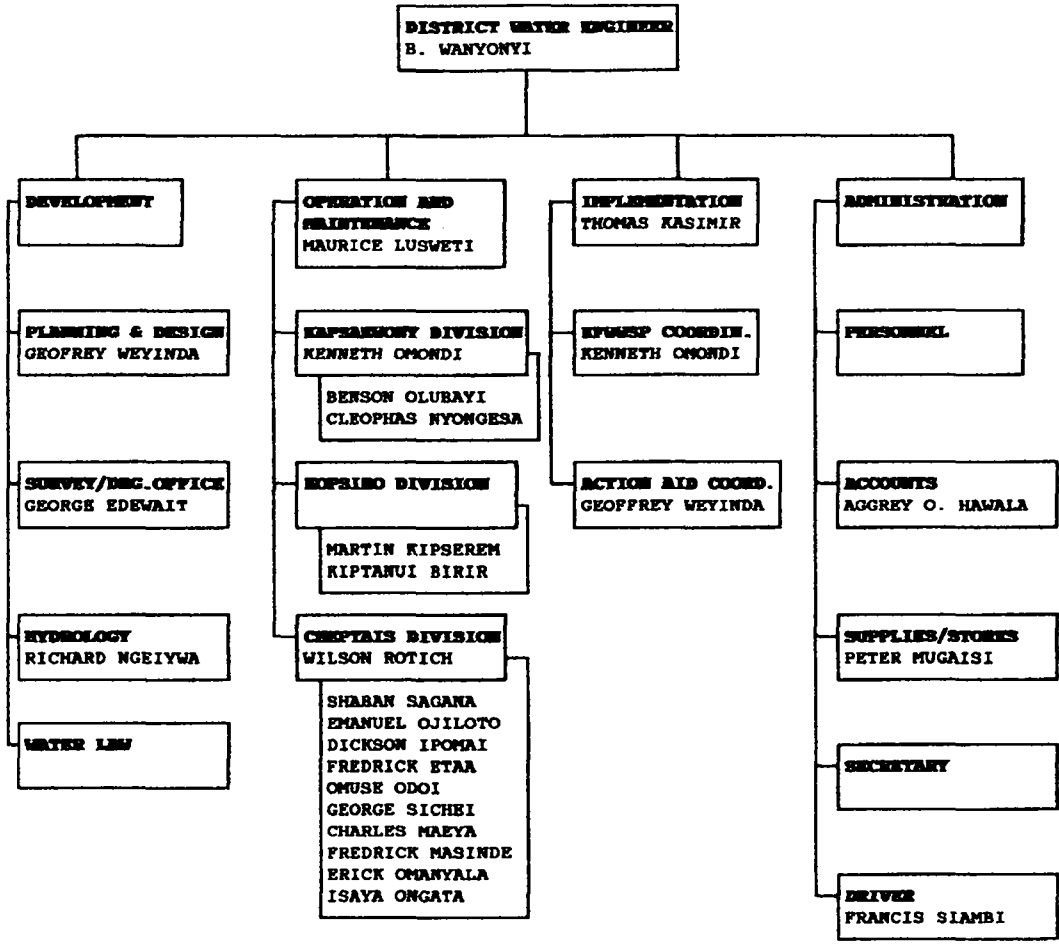 DISTRICT WATER ENGINEER
B. WANYONYI
DEVELOPMENT
PLANNING & DESIGN
GEOFREY WEYINDA
SURVEY/DRG.OFFICE
GEORGE EDEWAIT
HYDROLOGY
RICHARD NGEIYWA
WATER LAW
OPERATION AND
MAINTENANCE
MAURICE LUSWETI
KAPSAKWONY DIVISION
KENNETH OMONDI
BENSON OLUBAYI
CLEOPHAS NYONGESA
KOPSIRO DIVISION
MARTIN KIPSEREM
KIPTANUI BIRIR
CHEPTAIS DIVISION
WILSON ROTICH
SHABAN SAGANA
EMANUEL OJILOTO
DICKSON IPOMAI
FREDRICK ETAA
OMUSE ODOI
GEORGE SICHEI
CHARLES MAEYA
FREDRICK MASINDE
ERICK OMANYALA
ISAYA ONGATA
IMPLEMENTATION
THOMAS KASIMIR
COORDIN.
KENNETH OMONDI
ACTION AID COORD.
GEOFFREY WEYINDA
ADMINISTRATION
PERSONNEL
ACCOUNTS
AGGREY O. HAWALA
SUPPLIES/STORES
PETER MUGAISI
SECRETARY
DRIVER
FRANCIS SIAMBI